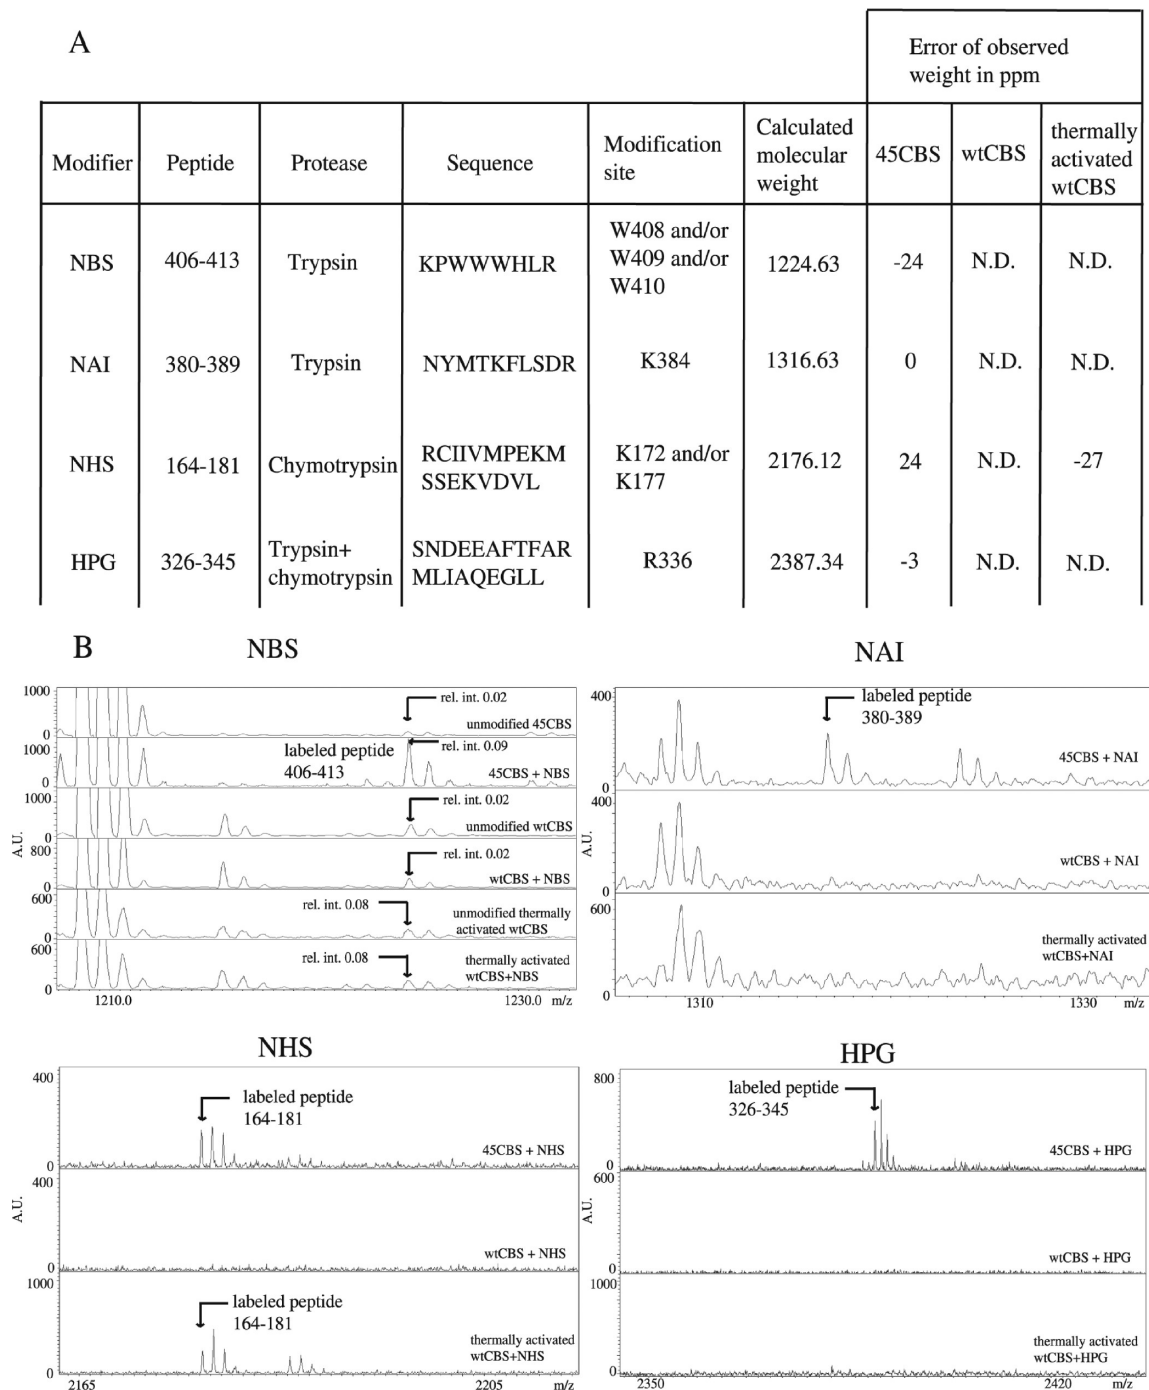 A
Error of observed
weight in ppm
Modifier
Peptide
Protease
Sequence
Modification
site
Calculated
molecular
weight
45CBS
wtCBS
thermally
activated
wtCBS
NBS
406-413
Trypsin
KPWWWHLR
W408 and/or
W409 and/or
W410
1224.63
-24
N.D.
N.D.
NAI
380-389
Trypsin
NYMTKFLSDR
K384
1316.63
0
N.D.
N.D.
NHS
164-181
Chymotrypsin
RCIIVMPEKM
SSEKVDVL
K172 and/or
K177
2176.12
24
N.D.
-27
HPG
326-345
Trypsin+
chymotrypsin
SNDEEAFTFAR
MLIAQEGLL
R336
2387.34
-3
N.D.
N.D.
B
NBS
1000
0
rel. int. 0.02
unmodified 45CBS
1000
0
labeled peptide
406-413
rel. int. 0.09
45CBS + NBS
1000
0
rel. int. 0.02
unmodified wtCBS
A.U.
800
0
rel. int. 0.02
wtCBS + NBS
600
0
rel. int. 0.08
unmodified thermally
activated wtCBS
600
0
rel. int. 0.08
thermally activated
wtCBS+NBS
1210.0
1230.0
m/z
NAI
400
0
labeled peptide
380-389
45CBS + NAI
A.U.
400
0
wtCBS + NAI
600
0
thermally activated
wtCBS+NAI
1310
1330
m/z
NHS
400
0
labeled peptide
164-181
45CBS + NHS
A.U.
400
0
wtCBS + NHS
1000
0
labeled peptide
164-181
thermally activated
wtCBS+NHS
2165
2205
m/z
HPG
800
0
labeled peptide
326-345
45CBS + HPG
A.U.
600
0
wtCBS + HPG
1000
0
thermally activated
wtCBS+HPG
2350
2420
m/z